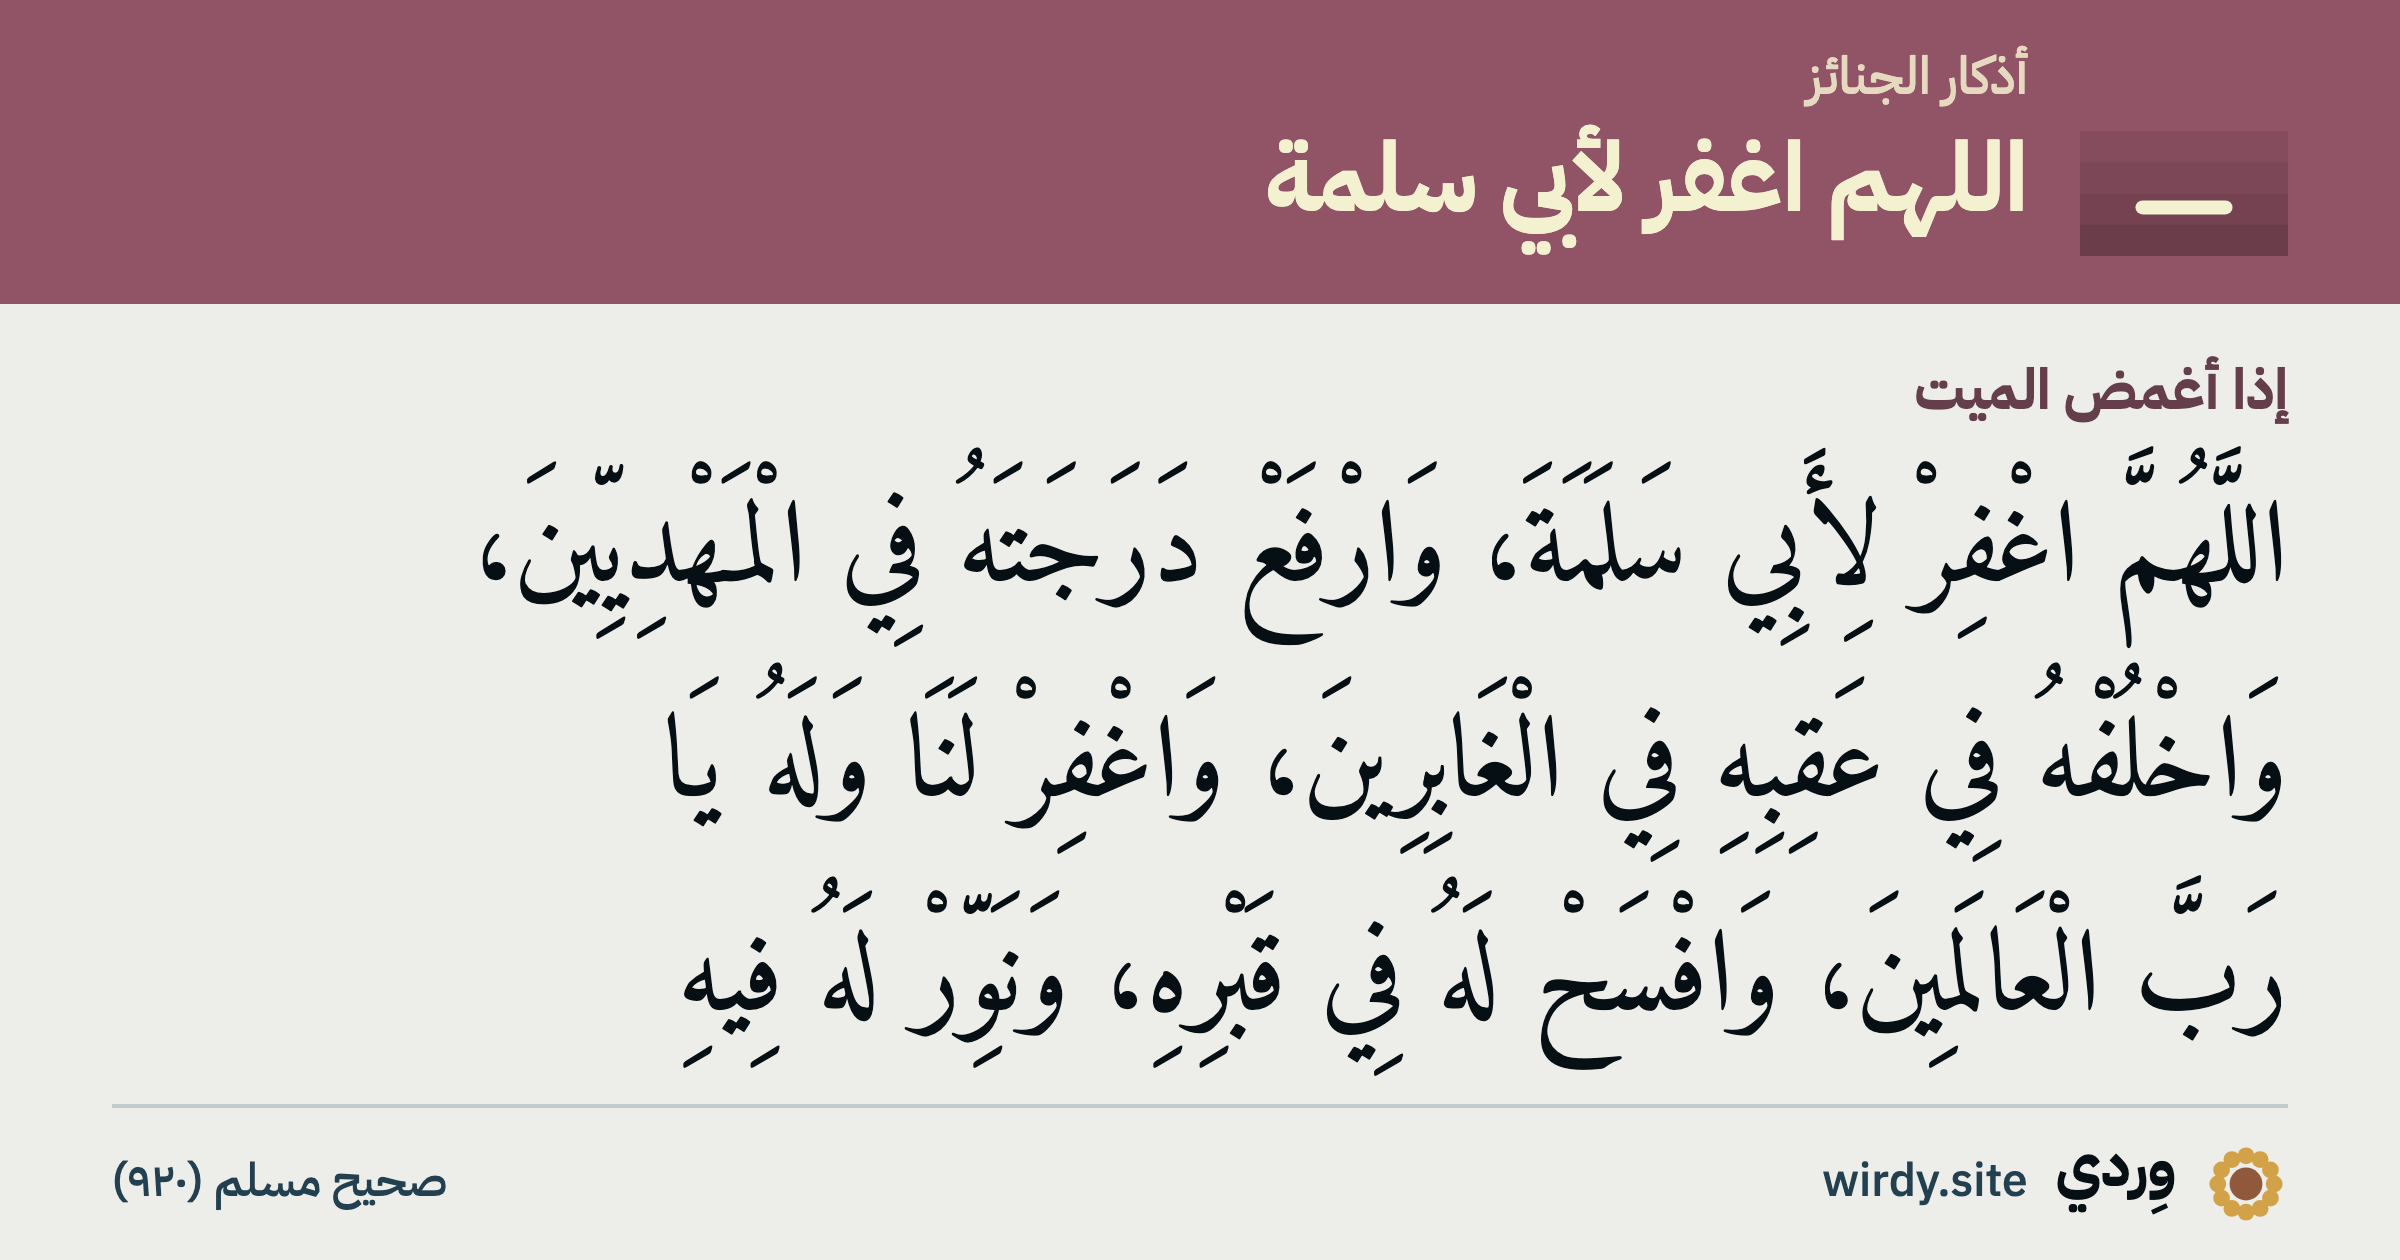 أذكار الجنائز
اللهم اغفر لأبي سلمة
إذا أغمض الميت
اللَّهُمَّ اغْفِرْ لِأَبِي سَلَمَةَ، وَارْفَعْ دَرَجَتَهُ فِي الْمَهْدِيِّينَ،
وَاخْلُفْهُ فِي عَقِبِهِ فِي الْغَابِرِينَ، وَاغْفِرْ لَنَا وَلَهُ يَا
رَبَّ الْعَالَمِينَ، وَافْسَحْ لَهُ فِي قَبْرِهِ، وَنَوِّرْ لَهُ فِيهِ
وِردي wirdy.site
صحيح مسلم (٩٢٠)